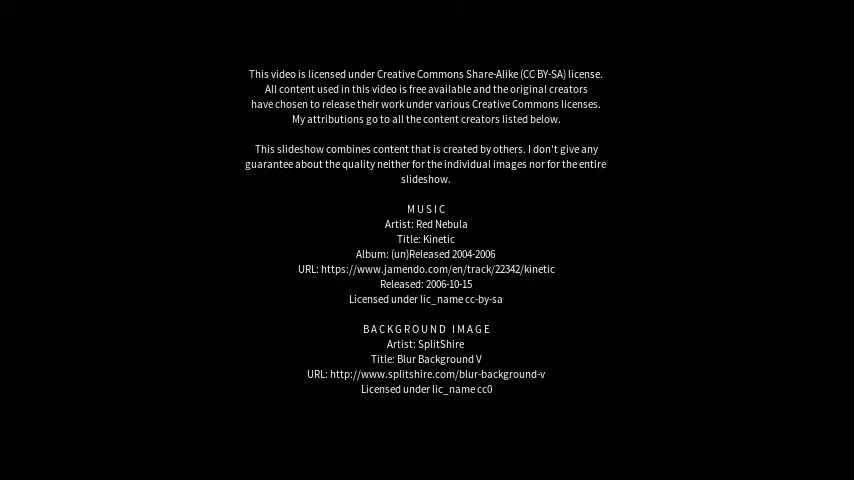 This video is licensed under Creative Commons Share-Alike (CC BY-SA) license.
All content used in this video is free available and the original creators
have chosen to release their work under various Creative Commons licenses.
My attributions go to all the content creators listed below.
This slideshow combines content that is created by others. I don't give any
guarantee about the quality neither for the individual images nor for the entire
slideshow.
MUSIC
Artist: Red Nebula
Title: Kinetic
Album: (un)Released 2004-2006
URL: https://www.jamendo.com/en/track/22342/kinetic
Released: 2006-10-15
Licensed under lic_name cc-by-sa
BACKGROUND IMAGE
Artist: SplitShire
Title: Blur Background V
URL: http://www.splitshire.com/blur-background-v
Licensed under lic_name cc0